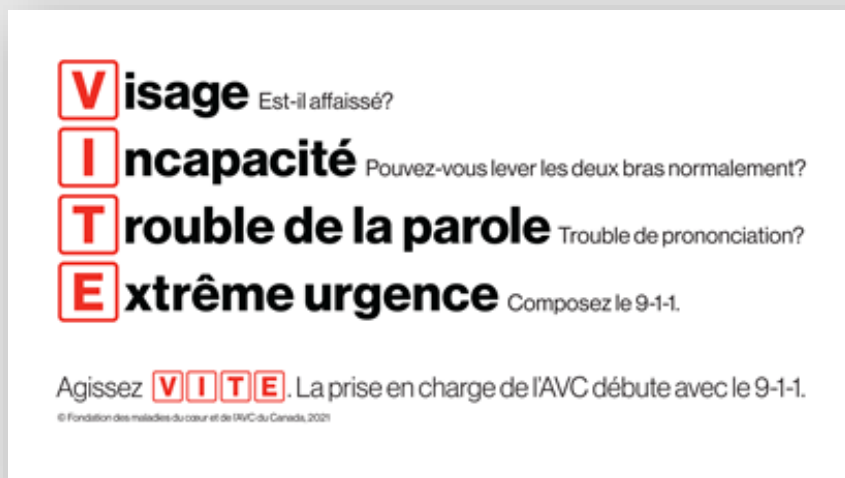 Visage Est-il affaissé?
Incapacité Pouvez-vous lever les deux bras normalement?
Trouble de la parole Trouble de prononciation?
Extrême urgence Composez le 9-1-1.
Agissez VITE. La prise en charge de l'AVC débute avec le 9-1-1.
© Fondation des maladies du cœur et de l'AVC du Canada, 2021